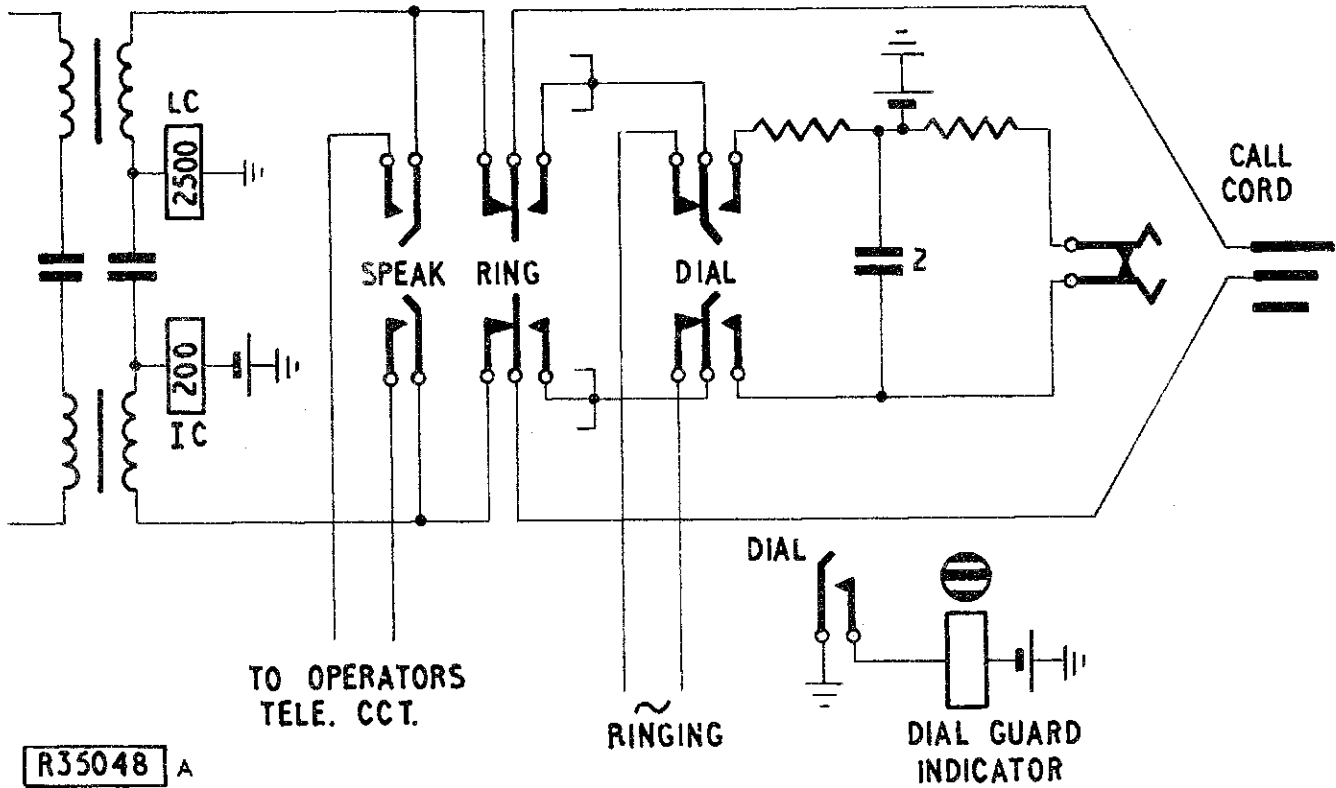 LC
2500
200
IC
SPEAK
RING
DIAL
2
CALL
CORD
TO OPERATORS
TELE. CCT.
RINGING
DIAL
DIAL GUARD
INDICATOR
R35048 A